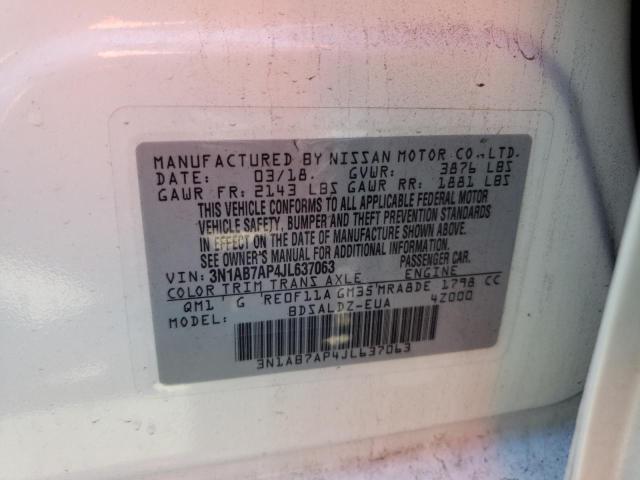 MANUFACTURED BY NISSAN MOTOR CO.,LTD.
DATE: 03/18. GVWR: 3876 LBS
GAWR FR: 2143 LBS GAWR RR: 1881 LBS
THIS VEHICLE CONFORMS TO ALL APPLICABLE FEDERAL MOTOR
VEHICLE SAFETY, BUMPER AND THEFT PREVENTION STANDARDS
IN EFFECT ON THE DATE OF MANUFACTURE SHOWN ABOVE.
SEE OWNER'S MANUAL FOR ADDITIONAL INFORMATION.
VIN: 3N1AB7AP4JL637063 PASSENGER CAR.
COLOR TRIM TRANS AXLE ENGINE
QM1 G RE0F11A GM35 MRA8DE 1798 CC
MODEL: BDSALDZ-EUA 4Z000
3N1AB7AP4JL637063